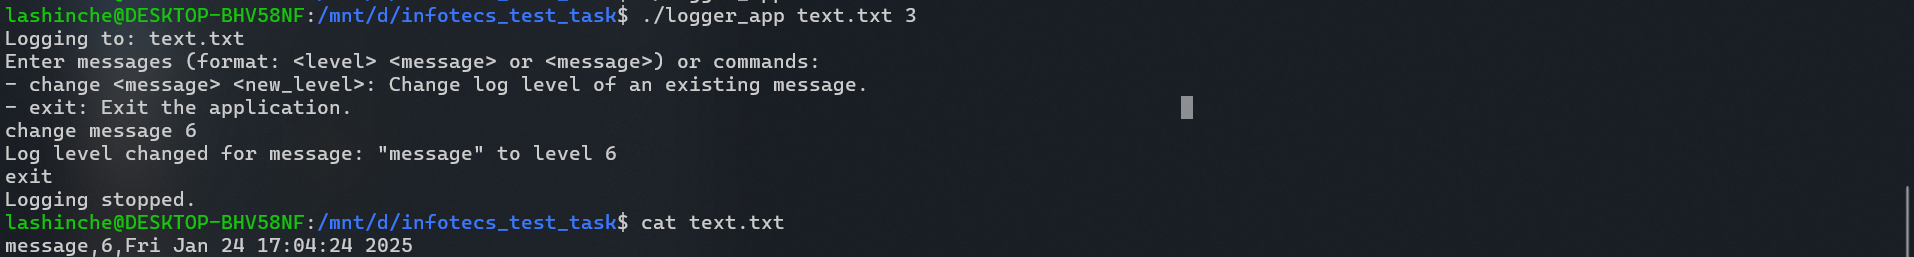 lashinche@DESKTOP-BHV58NF:/mnt/d/infotecs_test_task$ ./logger_app text.txt 3
Logging to: text.txt
Enter messages (format: <level> <message> or <message>) or commands:
- change <message> <new_level>: Change log level of an existing message.
- exit: Exit the application.
change message 6
Log level changed for message: "message" to level 6
exit
Logging stopped.
lashinche@DESKTOP-BHV58NF:/mnt/d/infotecs_test_task$ cat text.txt
message,6,Fri Jan 24 17:04:24 2025